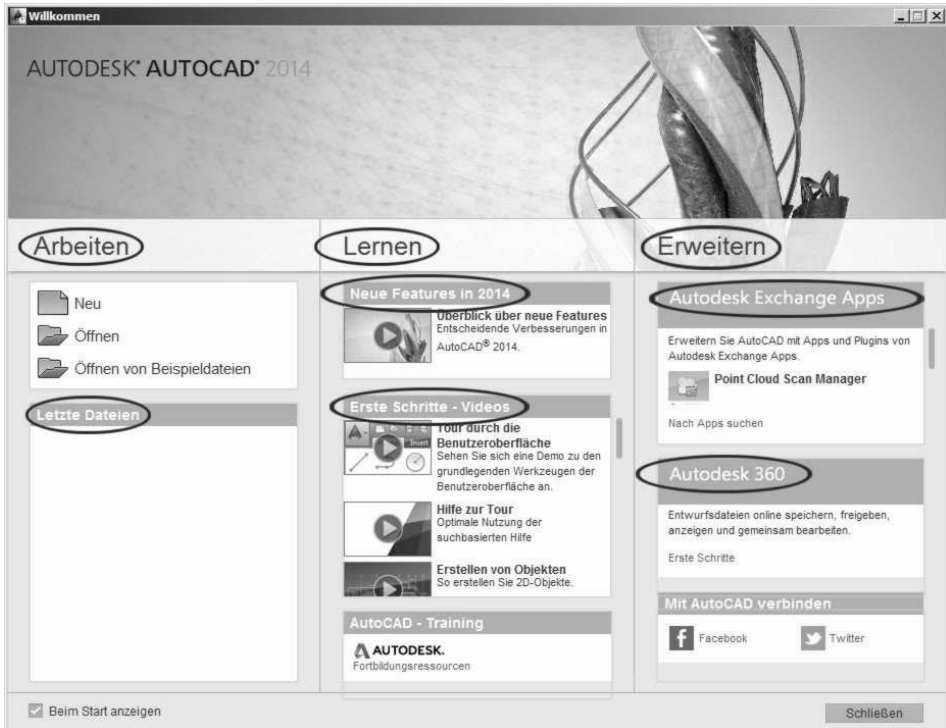 Willkommen
AUTODESK® AUTOCAD® 2014
Arbeiten
Neu
Öffnen
Öffnen von Beispieldateien
Letzte Dateien
Lernen
Neue Features in 2014
Überblick über neue Features
Entscheidende Verbesserungen in
AutoCAD® 2014.
Erste Schritte - Videos
Tour durch die
Benutzeroberfläche
Sehen Sie sich eine Demo zu den
grundlegenden Werkzeugen der
Benutzeroberfläche an.
Insert
Hilfe zur Tour
Optimale Nutzung der
suchbasierten Hilfe
Erstellen von Objekten
So erstellen Sie 2D-Objekte.
AutoCAD - Training
AUTODESK.
Fortbildungsressourcen
Erweitern
Autodesk Exchange Apps
Erweitern Sie AutoCAD mit Apps und Plugins von
Autodesk Exchange Apps.
Point Cloud Scan Manager
Nach Apps suchen
Autodesk 360
Entwurfsdateien online speichern, freigeben,
anzeigen und gemeinsam bearbeiten.
Erste Schritte
Mit AutoCAD verbinden
Facebook
Twitter
Beim Start anzeigen
Schließen